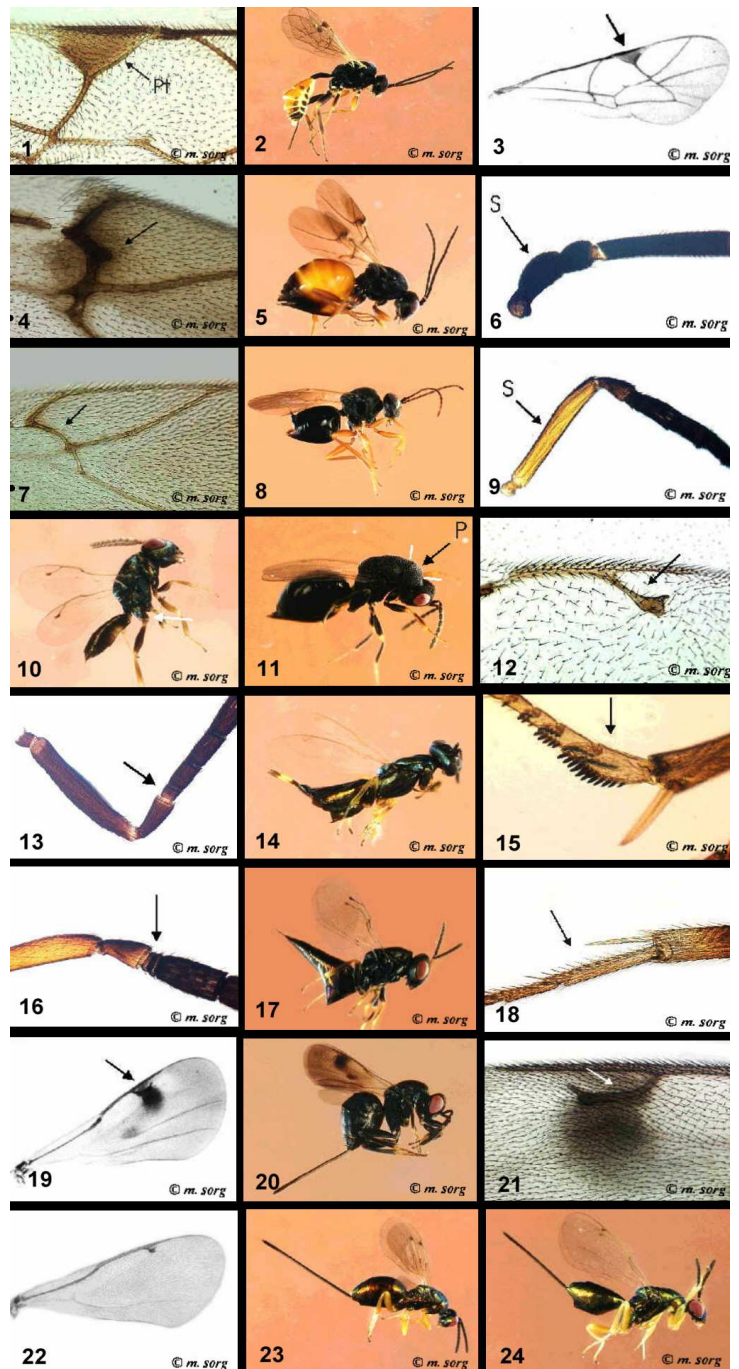 Pt
1 © m. sorg
2 © m. sorg
3 © m. sorg
4 © m. sorg
5 © m. sorg
S
6 © m. sorg
7 © m. sorg
8 © m. sorg
S
9 © m. sorg
10 © m. sorg
P
11 © m. sorg
12 © m. sorg
13 © m. sorg
14 © m. sorg
15 © m. sorg
16 © m. sorg
17 © m. sorg
18 © m. sorg
19 © m. sorg
20 © m. sorg
21 © m. sorg
22 © m. sorg
23 © m. sorg
24 © m. sorg